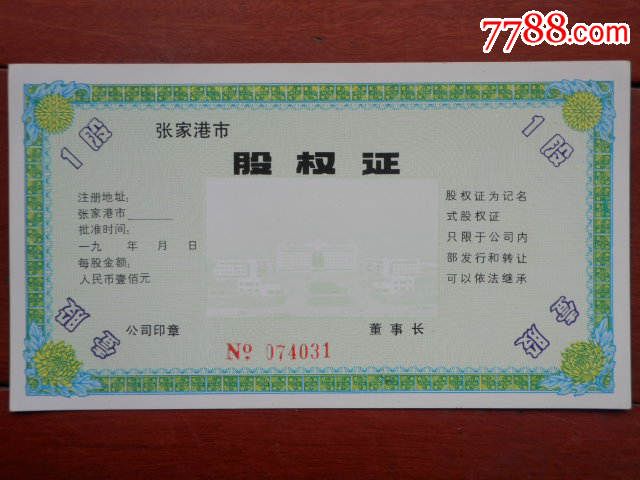 7788.com
1股
1股
张家港市
股权证
注册地址:
张家港市
批准时间:
一九 年 月 日
每股金额:
人民币壹佰元
股权证为记名
式股权证
只限于公司内
部发行和转让
可以依法继承
壹股
壹股
公司印章
董事长
No 074031